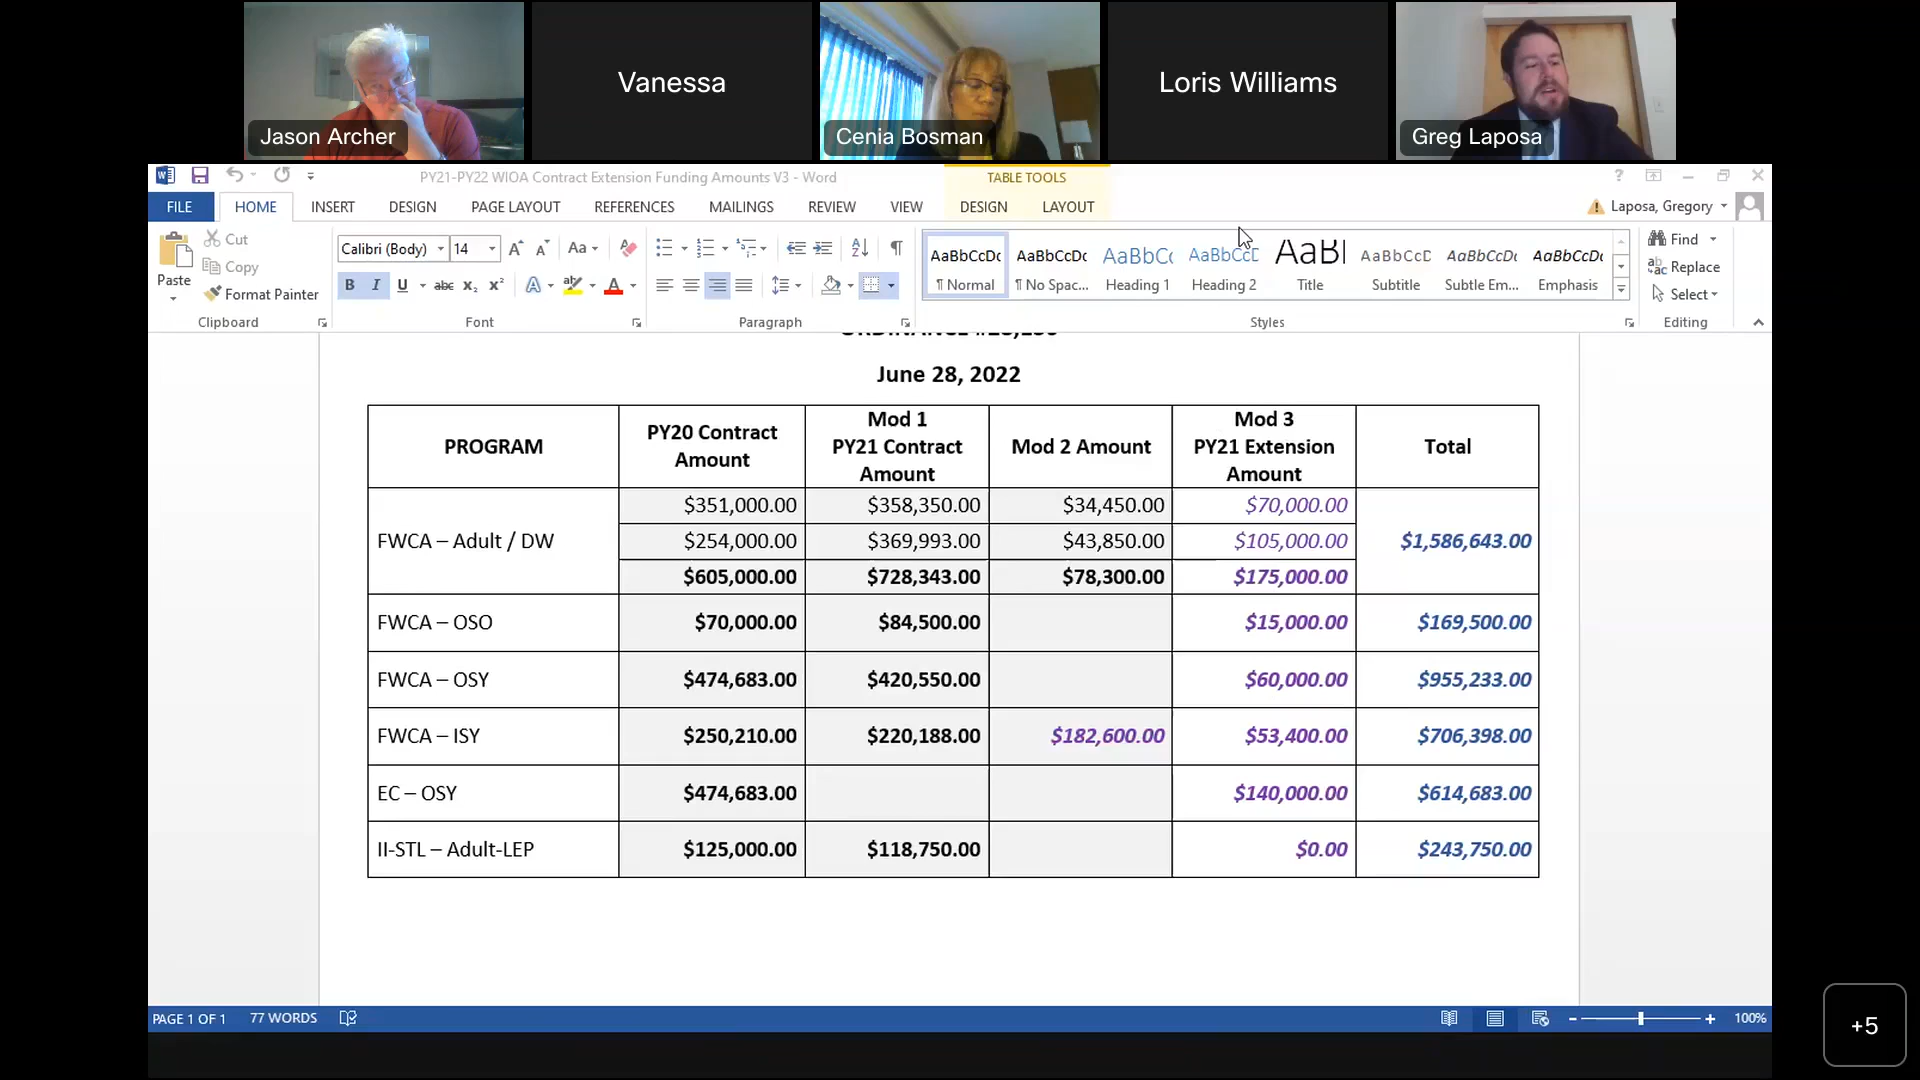 Jason Archer
Vanessa
Cenia Bosman
Loris Williams
Greg Laposa
PY21-PY22 WIOA Contract Extension Funding Amounts V3 - Word
TABLE TOOLS
FILE HOME INSERT DESIGN PAGE LAYOUT REFERENCES MAILINGS REVIEW VIEW DESIGN LAYOUT Laposa, Gregory
Paste
Cut
Copy
Format Painter
Clipboard
Calibri (Body) 14
Font
Paragraph
AaBbCcDc AaBbCcDc AaBbCc AaBbCcD AaBl AaBbCcD AaBbCcDc AaBbCcDc
¶ Normal ¶ No Spac... Heading 1 Heading 2 Title Subtitle Subtle Em... Emphasis
Styles
Find
Replace
Select
Editing
June 28, 2022
PROGRAM
PY20 Contract
Amount
Mod 1
PY21 Contract
Amount
Mod 2 Amount
Mod 3
PY21 Extension
Amount
Total
FWCA – Adult / DW
$351,000.00 $358,350.00 $34,450.00 $70,000.00
$254,000.00 $369,993.00 $43,850.00 $105,000.00 $1,586,643.00
$605,000.00 $728,343.00 $78,300.00 $175,000.00
FWCA – OSO $70,000.00 $84,500.00 $15,000.00 $169,500.00
FWCA – OSY $474,683.00 $420,550.00 $60,000.00 $955,233.00
FWCA – ISY $250,210.00 $220,188.00 $182,600.00 $53,400.00 $706,398.00
EC – OSY $474,683.00 $140,000.00 $614,683.00
II-STL – Adult-LEP $125,000.00 $118,750.00 $0.00 $243,750.00
PAGE 1 OF 1 77 WORDS 100%
+5